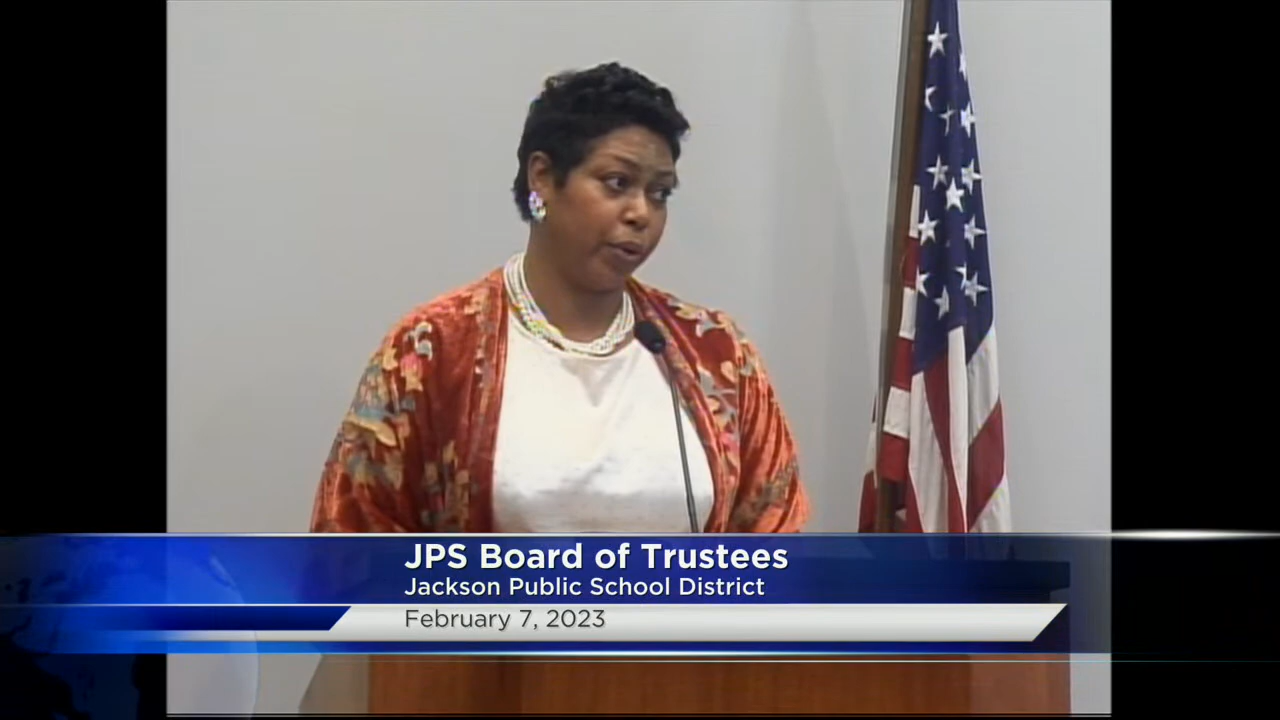 JPS Board of Trustees
Jackson Public School District
February 7, 2023